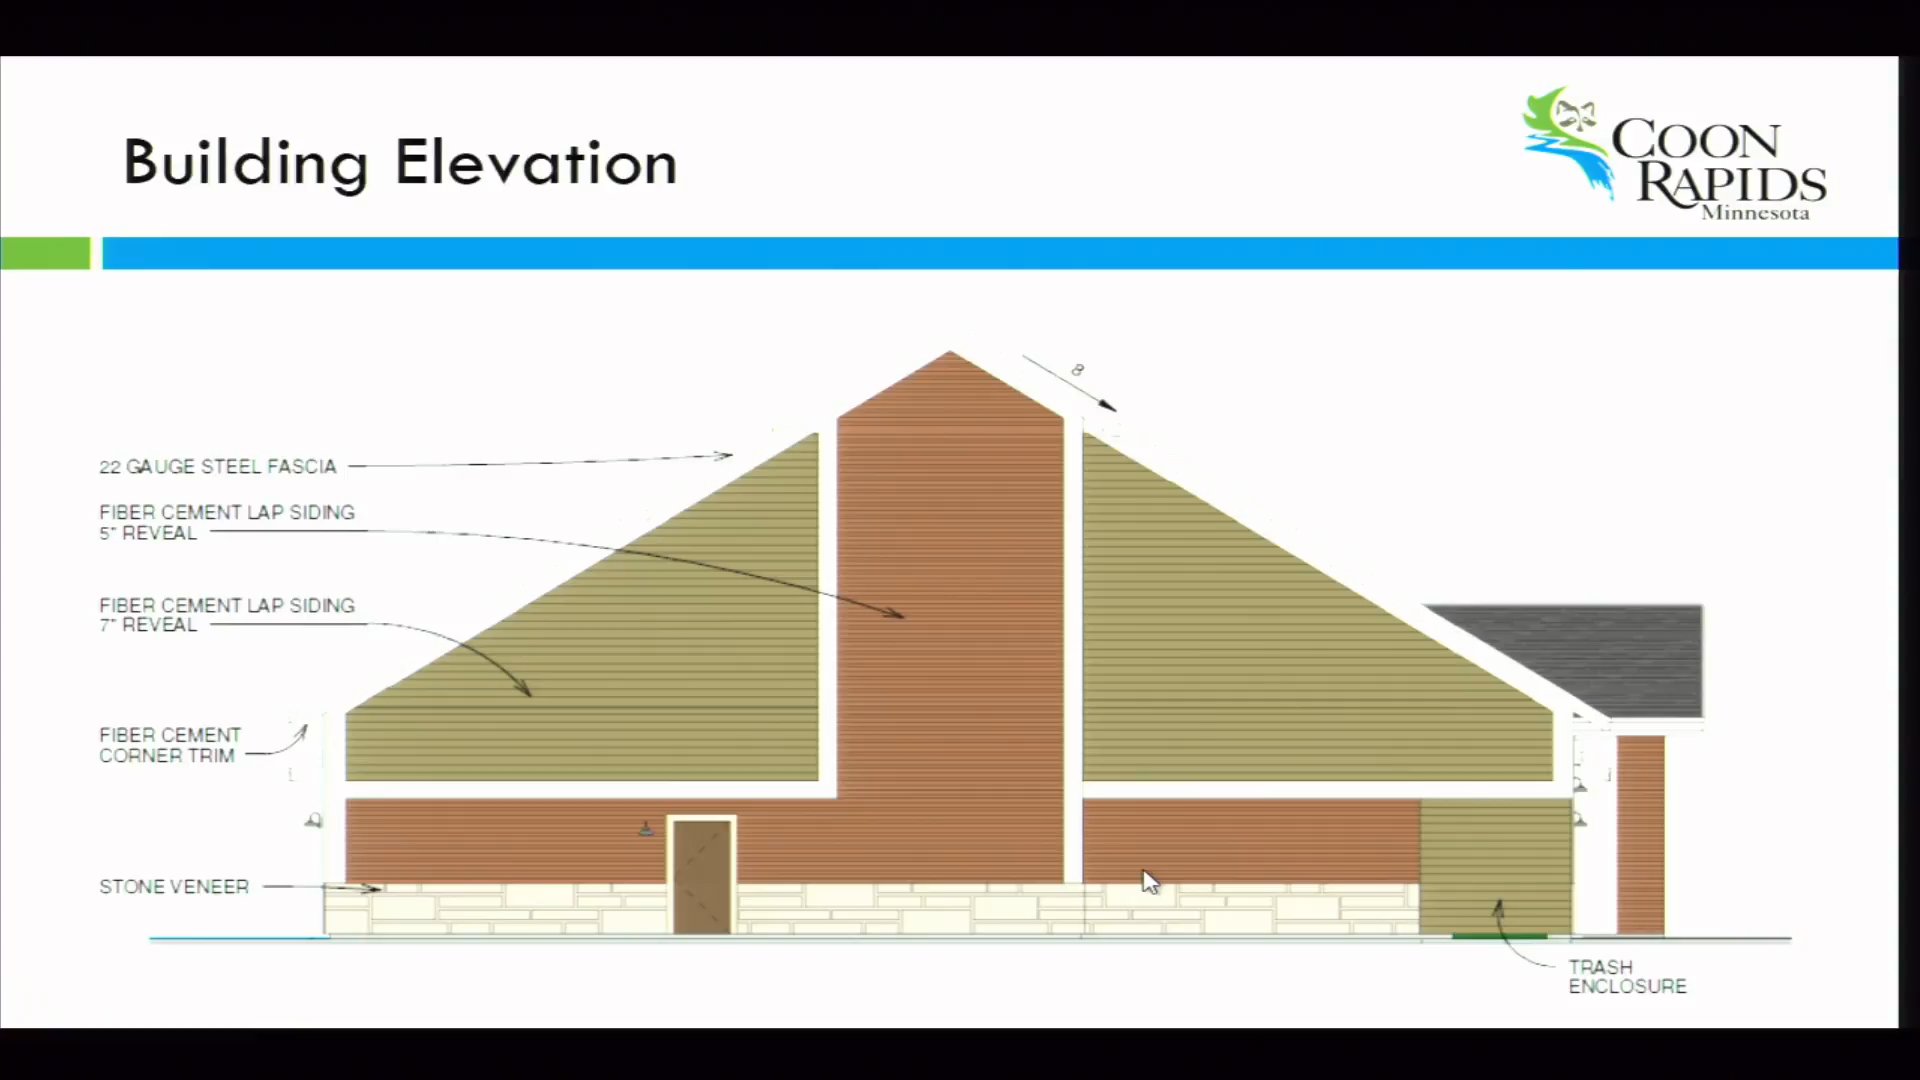 Building Elevation
COON
RAPIDS
Minnesota
8
22 GAUGE STEEL FASCIA
FIBER CEMENT LAP SIDING
5" REVEAL
FIBER CEMENT LAP SIDING
7" REVEAL
FIBER CEMENT
CORNER TRIM
STONE VENEER
TRASH
ENCLOSURE